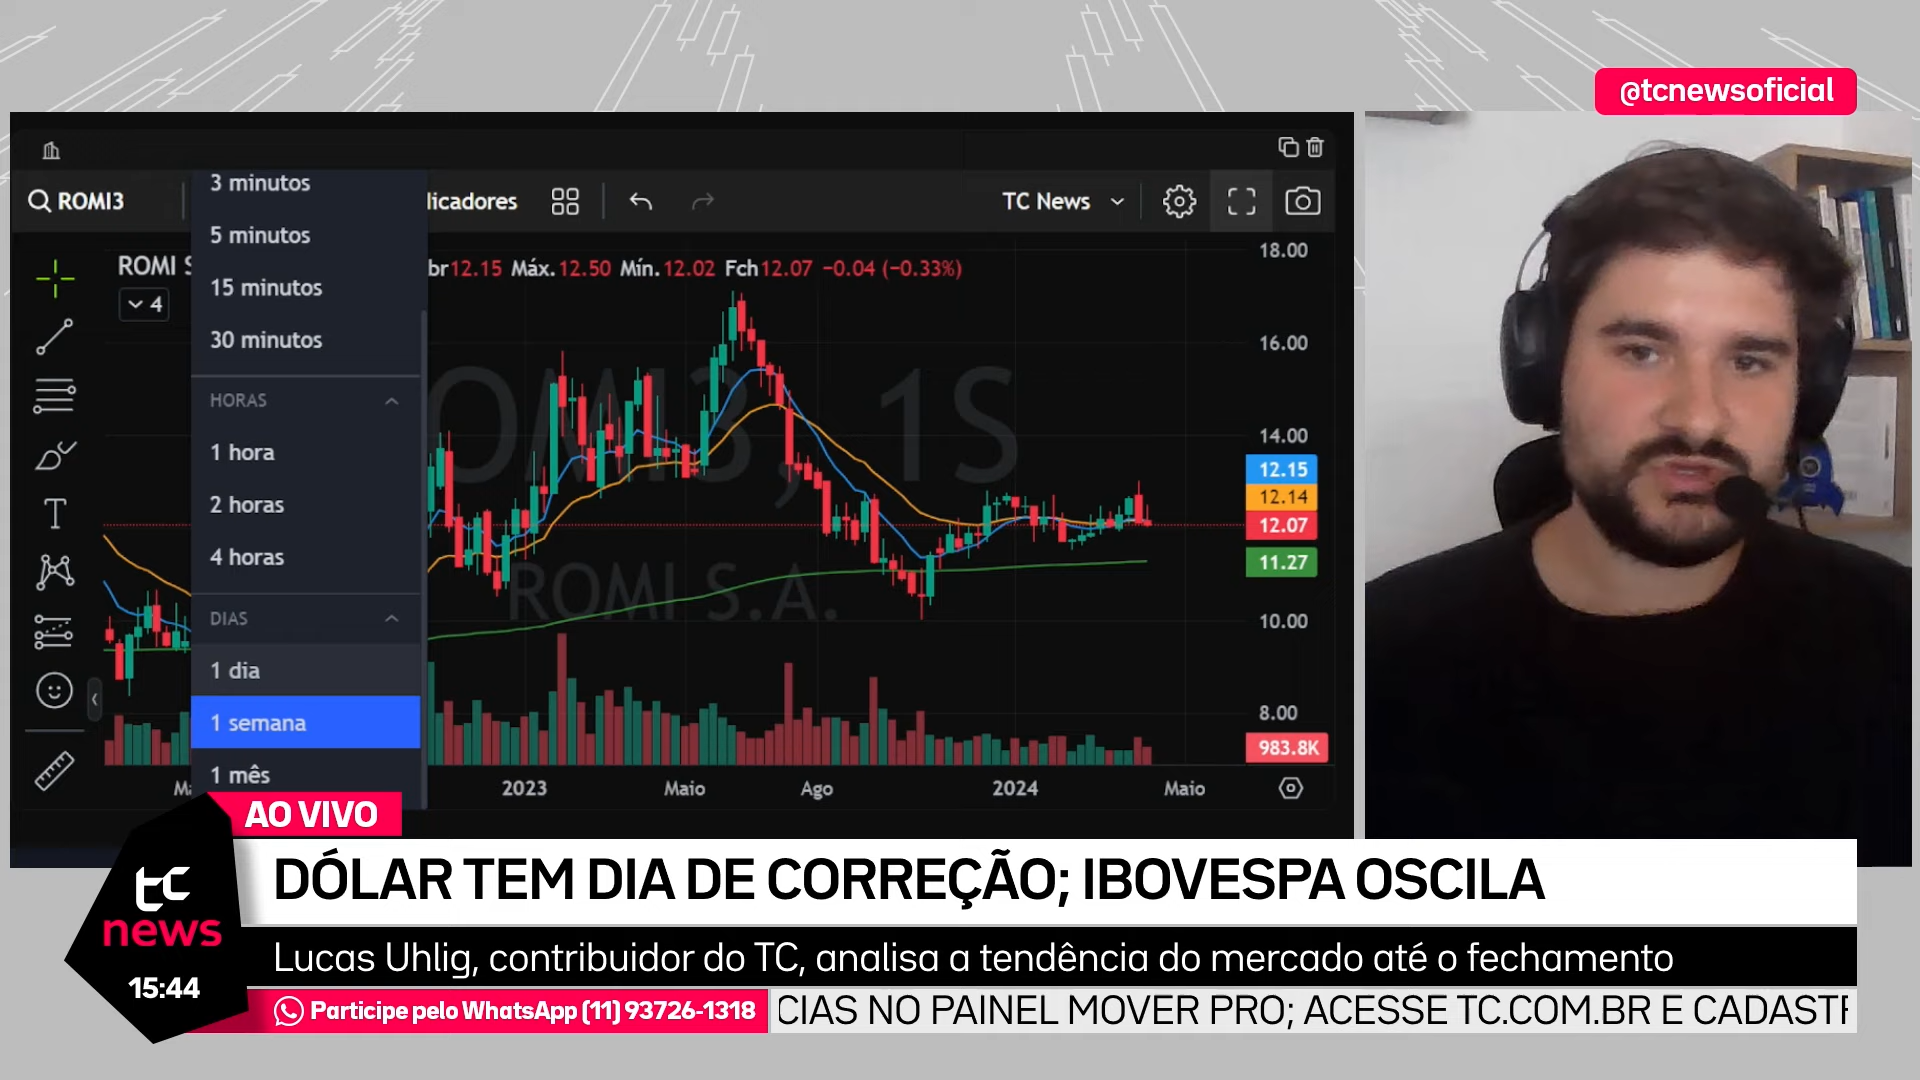 @tcnewsoficial
ROMI3
licadores
TC News
3 minutos
5 minutos
15 minutos
30 minutos
HORAS
1 hora
2 horas
4 horas
DIAS
1 dia
1 semana
1 mês
ROMI S
br12.15 Máx.12.50 Mín.12.02 Fch12.07 −0.04 (−0.33%)
4
OMI3, 1S
ROMI S.A.
18.00
16.00
14.00
12.15
12.14
12.07
11.27
10.00
8.00
983.8K
Ma
2023
Maio
Ago
2024
Maio
AO VIVO
DÓLAR TEM DIA DE CORREÇÃO; IBOVESPA OSCILA
Lucas Uhlig, contribuidor do TC, analisa a tendência do mercado até o fechamento
tc
news
15:44
Participe pelo WhatsApp (11) 93726-1318
CIAS NO PAINEL MOVER PRO; ACESSE TC.COM.BR E CADAST